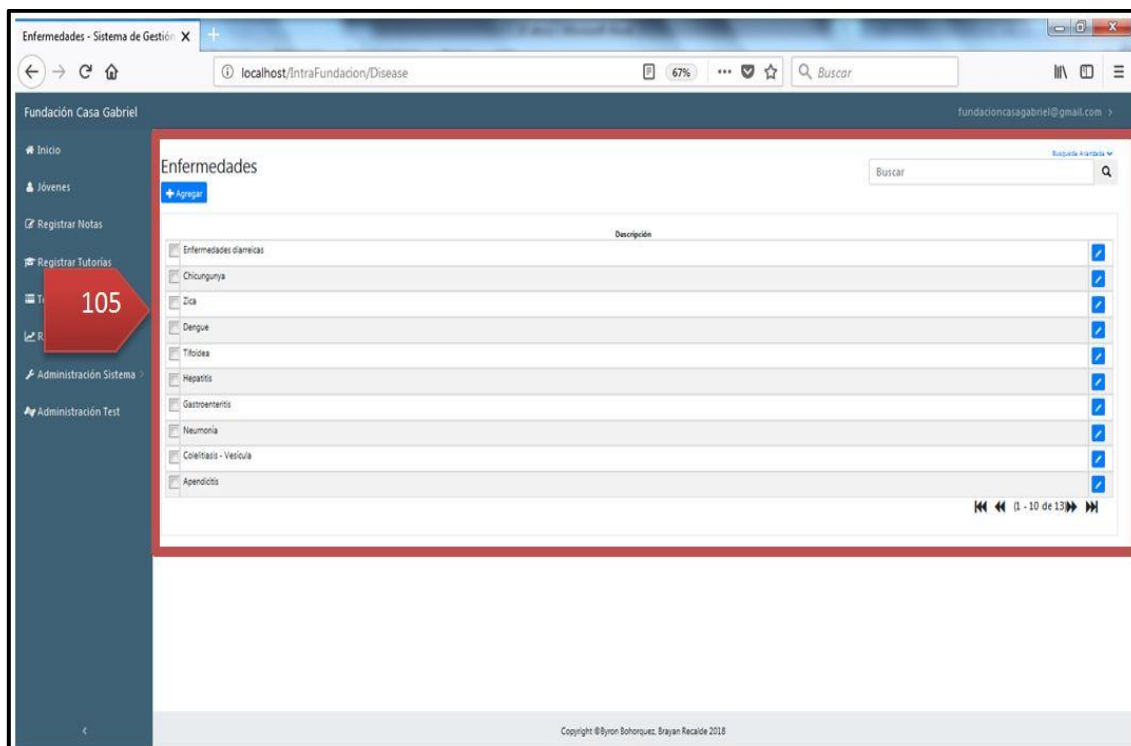 Enfermedades - Sistema de Gestión
localhost/IntraFundacion/Disease
67%
Buscar
Fundación Casa Gabriel
fundacioncasagabriel@gmail.com
Inicio
Jóvenes
Registrar Notas
Registrar Tutorías
T
R
105
Administración Sistema
Administración Test
Busqueda Avanzada
Enfermedades
Buscar
Agregar
Descripción
Enfermedades diarreicas
Chicungunya
Zica
Dengue
Tifoidea
Hepatitis
Gastroenteritis
Neumonía
Colelitiasis - Vesícula
Apendicitis
(1 - 10 de 13)
Copyright ©Byron Bohorquez, Brayan Recalde 2018